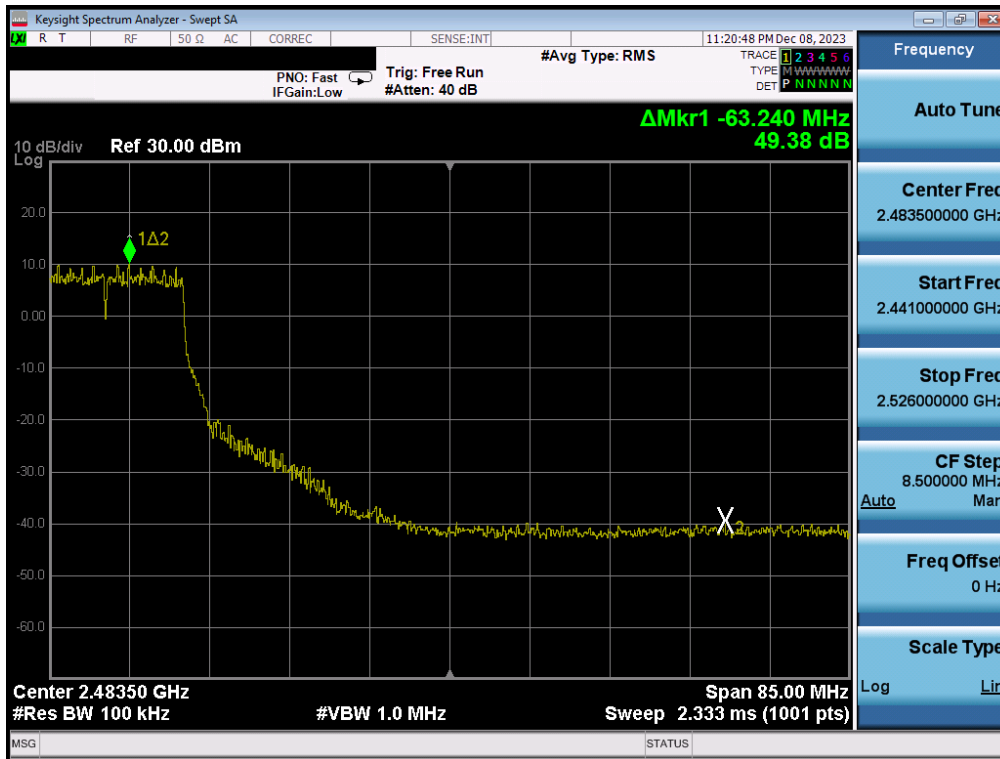 Keysight Spectrum Analyzer - Swept SA
LXI R T RF 50 Ω AC CORREC SENSE:INT 11:20:48 PM Dec 08, 2023
#Avg Type: RMS TRACE 1 2 3 4 5 6
PNO: Fast Trig: Free Run TYPE M W W W W W
IFGain:Low #Atten: 40 dB DET P N N N N N
ΔMkr1 -63.240 MHz
49.38 dB
10 dB/div Ref 30.00 dBm
Log
20.0
1Δ2
10.0
0.00
-10.0
-20.0
-30.0
-40.0
X
-50.0
-60.0
Center 2.48350 GHz Span 85.00 MHz
#Res BW 100 kHz #VBW 1.0 MHz Sweep 2.333 ms (1001 pts)
MSG STATUS
Frequency
Auto Tune
Center Freq
2.483500000 GHz
Start Freq
2.441000000 GHz
Stop Freq
2.526000000 GHz
CF Step
8.500000 MHz
Auto Man
Freq Offset
0 Hz
Scale Type
Log Lin